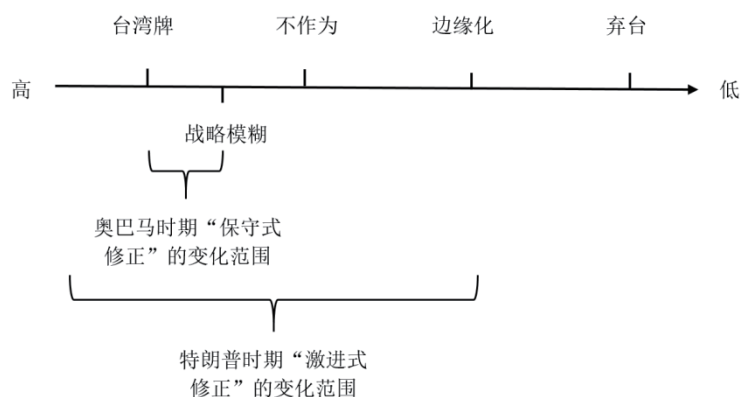 台湾牌 不作为 边缘化 弃台
高 低
战略模糊
奥巴马时期“保守式
修正”的变化范围
特朗普时期“激进式
修正”的变化范围